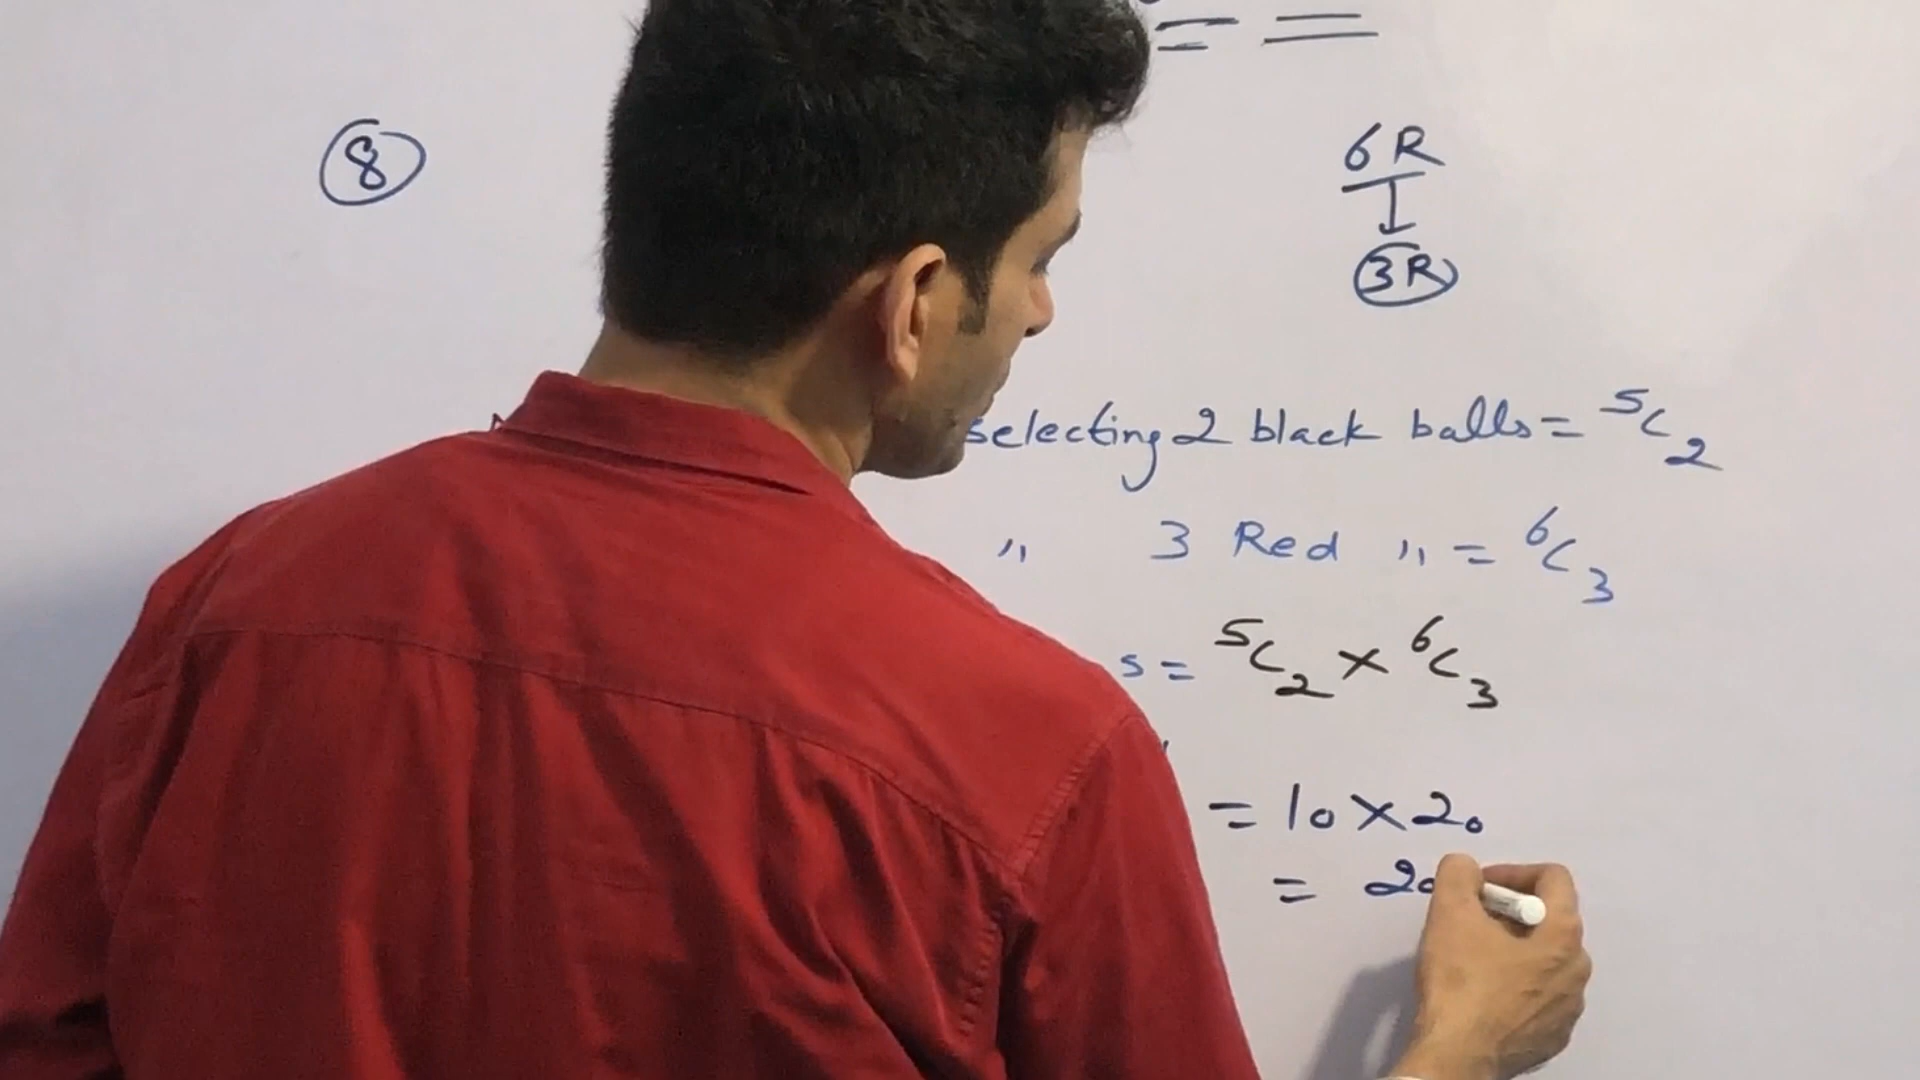 8
6R
3R
selecting 2 black balls = ⁵C₂
" 3 Red " = ⁶C₃
s = ⁵C₂ × ⁶C₃
= 10 × 20
= 20